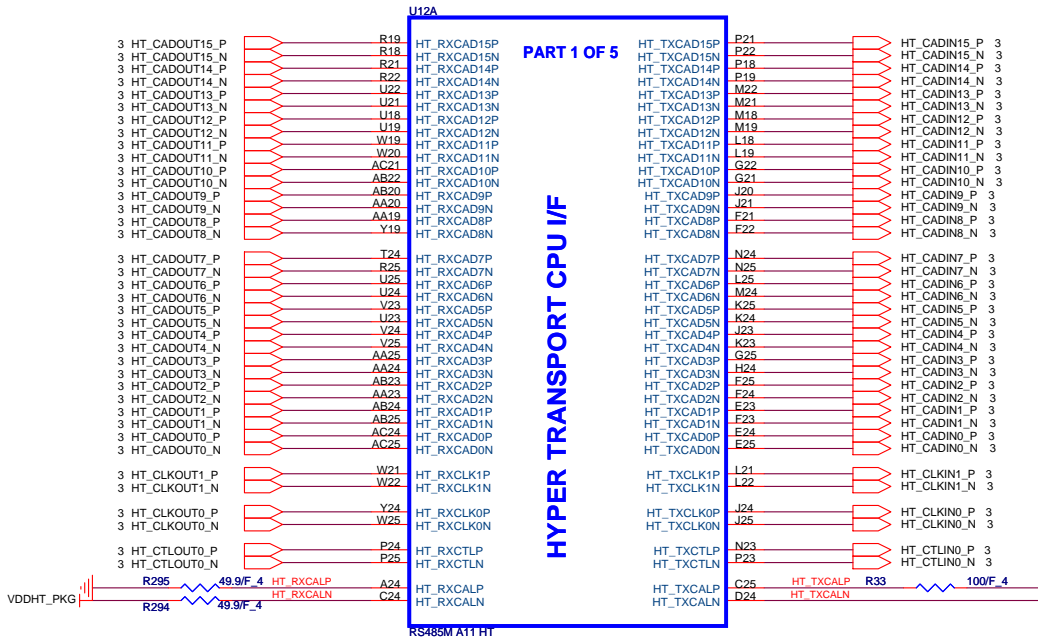 U12A
PART 1 OF 5
HYPER TRANSPORT CPU I/F
3 HT_CADOUT15_P R19 HT_RXCAD15P HT_TXCAD15P P21 HT_CADIN15_P 3
3 HT_CADOUT15_N R18 HT_RXCAD15N HT_TXCAD15N P22 HT_CADIN15_N 3
3 HT_CADOUT14_P R21 HT_RXCAD14P HT_TXCAD14P P18 HT_CADIN14_P 3
3 HT_CADOUT14_N R22 HT_RXCAD14N HT_TXCAD14N P19 HT_CADIN14_N 3
3 HT_CADOUT13_P U22 HT_RXCAD13P HT_TXCAD13P M22 HT_CADIN13_P 3
3 HT_CADOUT13_N U21 HT_RXCAD13N HT_TXCAD13N M21 HT_CADIN13_N 3
3 HT_CADOUT12_P U18 HT_RXCAD12P HT_TXCAD12P M18 HT_CADIN12_P 3
3 HT_CADOUT12_N U19 HT_RXCAD12N HT_TXCAD12N M19 HT_CADIN12_N 3
3 HT_CADOUT11_P W19 HT_RXCAD11P HT_TXCAD11P L18 HT_CADIN11_P 3
3 HT_CADOUT11_N W20 HT_RXCAD11N HT_TXCAD11N L19 HT_CADIN11_N 3
3 HT_CADOUT10_P AC21 HT_RXCAD10P HT_TXCAD10P G22 HT_CADIN10_P 3
3 HT_CADOUT10_N AB22 HT_RXCAD10N HT_TXCAD10N G21 HT_CADIN10_N 3
3 HT_CADOUT9_P AB20 HT_RXCAD9P HT_TXCAD9P J20 HT_CADIN9_P 3
3 HT_CADOUT9_N AA20 HT_RXCAD9N HT_TXCAD9N J21 HT_CADIN9_N 3
3 HT_CADOUT8_P AA19 HT_RXCAD8P HT_TXCAD8P F21 HT_CADIN8_P 3
3 HT_CADOUT8_N Y19 HT_RXCAD8N HT_TXCAD8N F22 HT_CADIN8_N 3
3 HT_CADOUT7_P T24 HT_RXCAD7P HT_TXCAD7P N24 HT_CADIN7_P 3
3 HT_CADOUT7_N R25 HT_RXCAD7N HT_TXCAD7N N25 HT_CADIN7_N 3
3 HT_CADOUT6_P U25 HT_RXCAD6P HT_TXCAD6P L25 HT_CADIN6_P 3
3 HT_CADOUT6_N U24 HT_RXCAD6N HT_TXCAD6N M24 HT_CADIN6_N 3
3 HT_CADOUT5_P V23 HT_RXCAD5P HT_TXCAD5P K25 HT_CADIN5_P 3
3 HT_CADOUT5_N U23 HT_RXCAD5N HT_TXCAD5N K24 HT_CADIN5_N 3
3 HT_CADOUT4_P V24 HT_RXCAD4P HT_TXCAD4P J23 HT_CADIN4_P 3
3 HT_CADOUT4_N V25 HT_RXCAD4N HT_TXCAD4N K23 HT_CADIN4_N 3
3 HT_CADOUT3_P AA25 HT_RXCAD3P HT_TXCAD3P G25 HT_CADIN3_P 3
3 HT_CADOUT3_N AA24 HT_RXCAD3N HT_TXCAD3N H24 HT_CADIN3_N 3
3 HT_CADOUT2_P AB23 HT_RXCAD2P HT_TXCAD2P F25 HT_CADIN2_P 3
3 HT_CADOUT2_N AA23 HT_RXCAD2N HT_TXCAD2N F24 HT_CADIN2_N 3
3 HT_CADOUT1_P AB24 HT_RXCAD1P HT_TXCAD1P E23 HT_CADIN1_P 3
3 HT_CADOUT1_N AB25 HT_RXCAD1N HT_TXCAD1N F23 HT_CADIN1_N 3
3 HT_CADOUT0_P AC24 HT_RXCAD0P HT_TXCAD0P E24 HT_CADIN0_P 3
3 HT_CADOUT0_N AC25 HT_RXCAD0N HT_TXCAD0N E25 HT_CADIN0_N 3
3 HT_CLKOUT1_P W21 HT_RXCLK1P HT_TXCLK1P L21 HT_CLKIN1_P 3
3 HT_CLKOUT1_N W22 HT_RXCLK1N HT_TXCLK1N L22 HT_CLKIN1_N 3
3 HT_CLKOUT0_P Y24 HT_RXCLK0P HT_TXCLK0P J24 HT_CLKIN0_P 3
3 HT_CLKOUT0_N W25 HT_RXCLK0N HT_TXCLK0N J25 HT_CLKIN0_N 3
3 HT_CTLOUT0_P P24 HT_RXCTLP HT_TXCTLP N23 HT_CTLIN0_P 3
3 HT_CTLOUT0_N P25 HT_RXCTLN HT_TXCTLN P23 HT_CTLIN0_N 3
R295 49.9/F_4 HT_RXCALP A24 HT_RXCALP HT_TXCALP C25 HT_TXCALP R33 100/F_4
VDDHT_PKG R294 49.9/F_4 HT_RXCALN C24 HT_RXCALN HT_TXCALN D24 HT_TXCALN
RS485M A11 HT